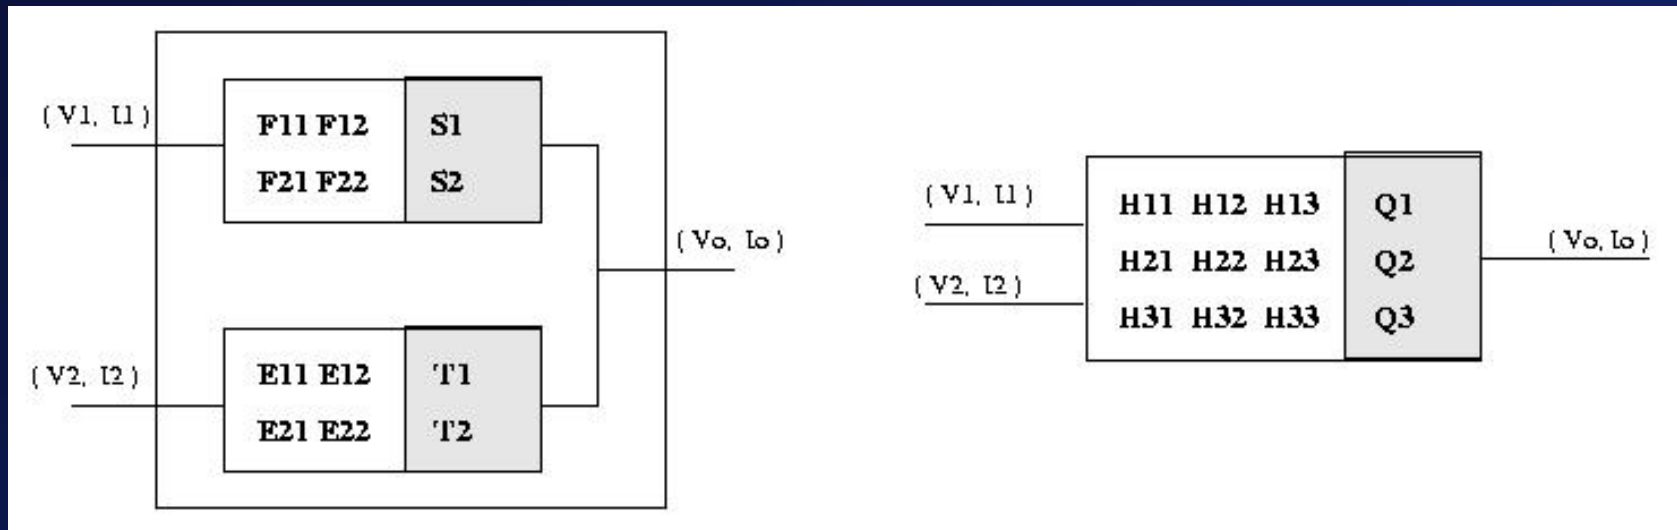 ( V1, I1 )
F11 F12 S1
F21 F22 S2
( Vo, Io )
( V2, I2 )
E11 E12 T1
E21 E22 T2
( V1, I1 )
( V2, I2 )
H11 H12 H13 Q1
H21 H22 H23 Q2
H31 H32 H33 Q3
( Vo, Io )